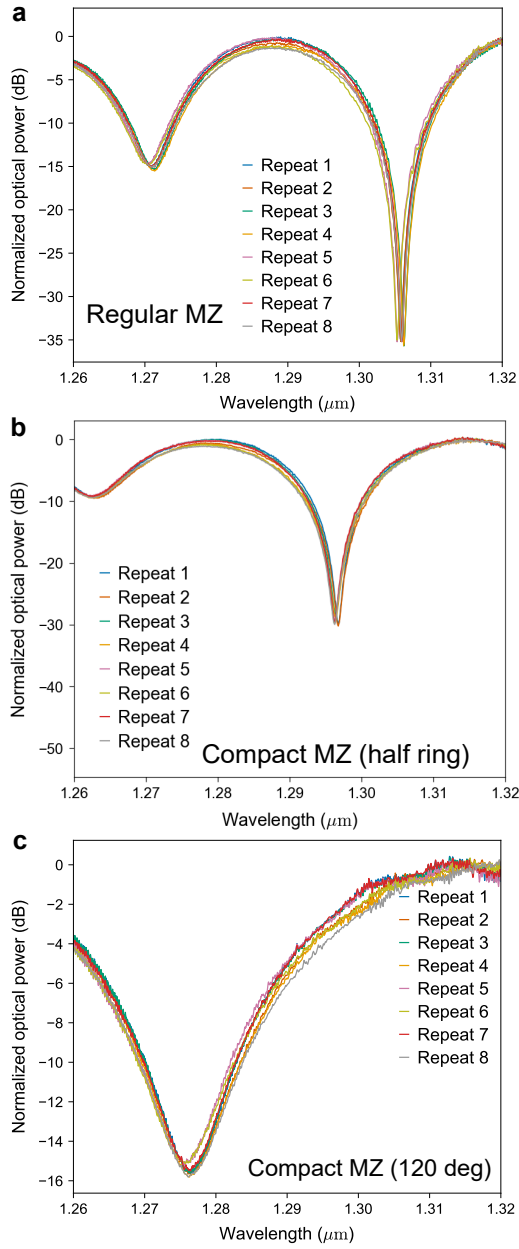 a
Normalized optical power (dB)
0
−5
−10
−15
−20
−25
−30
−35
Repeat 1
Repeat 2
Repeat 3
Repeat 4
Repeat 5
Repeat 6
Repeat 7
Repeat 8
Regular MZ
1.26 1.27 1.28 1.29 1.30 1.31 1.32
Wavelength (μm)
b
Normalized optical power (dB)
0
−10
−20
−30
−40
−50
Repeat 1
Repeat 2
Repeat 3
Repeat 4
Repeat 5
Repeat 6
Repeat 7
Repeat 8
Compact MZ (half ring)
1.26 1.27 1.28 1.29 1.30 1.31 1.32
Wavelength (μm)
c
Normalized optical power (dB)
0
−2
−4
−6
−8
−10
−12
−14
−16
Repeat 1
Repeat 2
Repeat 3
Repeat 4
Repeat 5
Repeat 6
Repeat 7
Repeat 8
Compact MZ (120 deg)
1.26 1.27 1.28 1.29 1.30 1.31 1.32
Wavelength (μm)